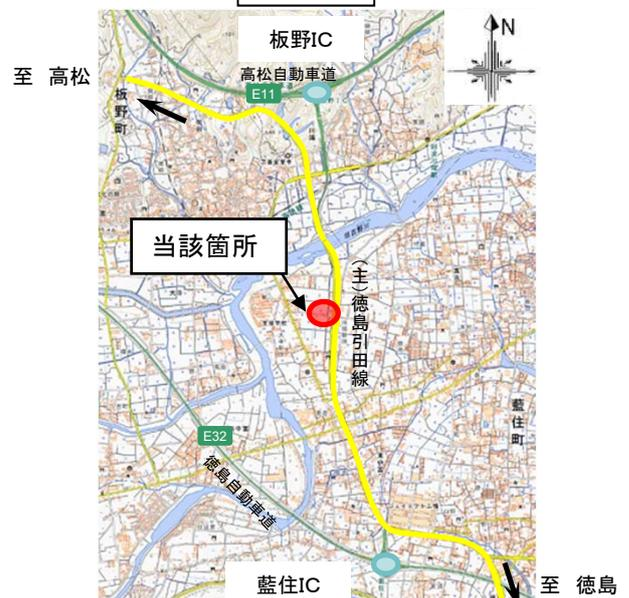 板野IC
N
高松自動車道
至 高松
E11
板野町
当該箇所
(主)徳島引田線
藍住町
E32
徳島自動車道
藍住IC
至 徳島